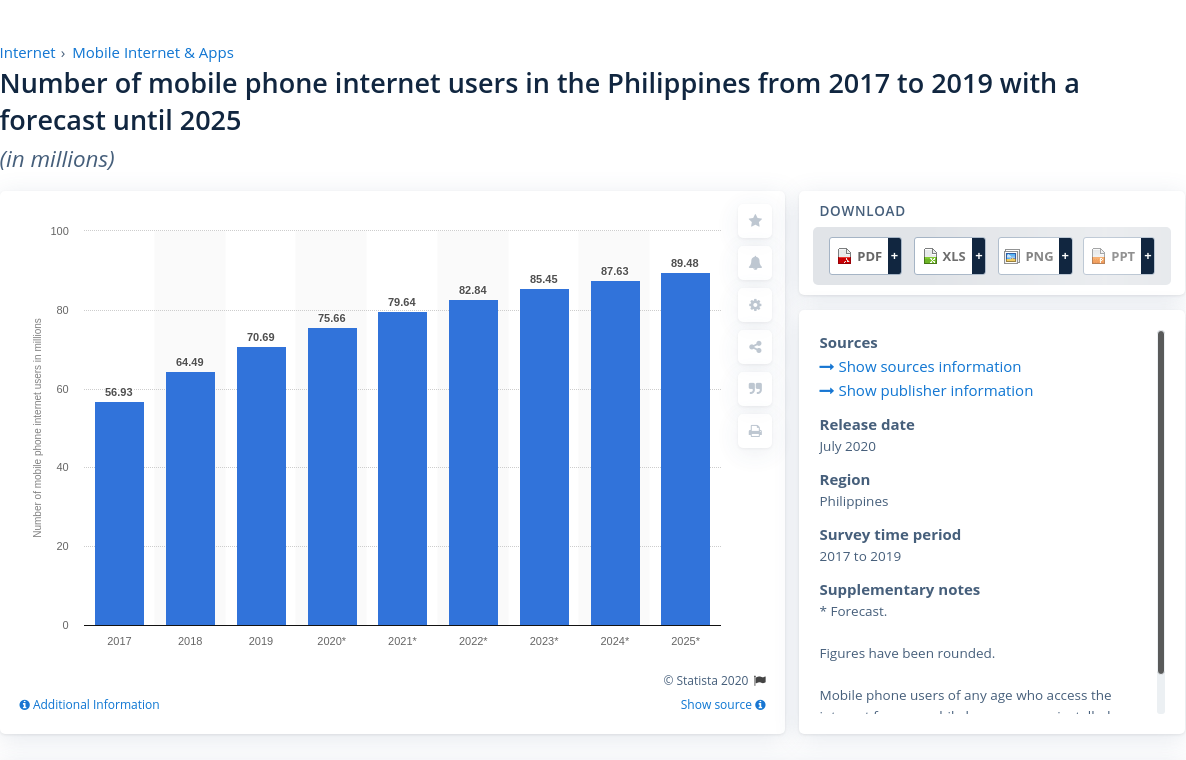 Internet › Mobile Internet & Apps
Number of mobile phone internet users in the Philippines from 2017 to 2019 with a
forecast until 2025
(in millions)
Number of mobile phone internet users in millions
100
80
60
40
20
0
56.93
64.49
70.69
75.66
79.64
82.84
85.45
87.63
89.48
2017 2018 2019 2020* 2021* 2022* 2023* 2024* 2025*
© Statista 2020
Additional Information
Show source
DOWNLOAD
PDF + XLS + PNG + PPT +
Sources
Show sources information
Show publisher information
Release date
July 2020
Region
Philippines
Survey time period
2017 to 2019
Supplementary notes
* Forecast.
Figures have been rounded.
Mobile phone users of any age who access the